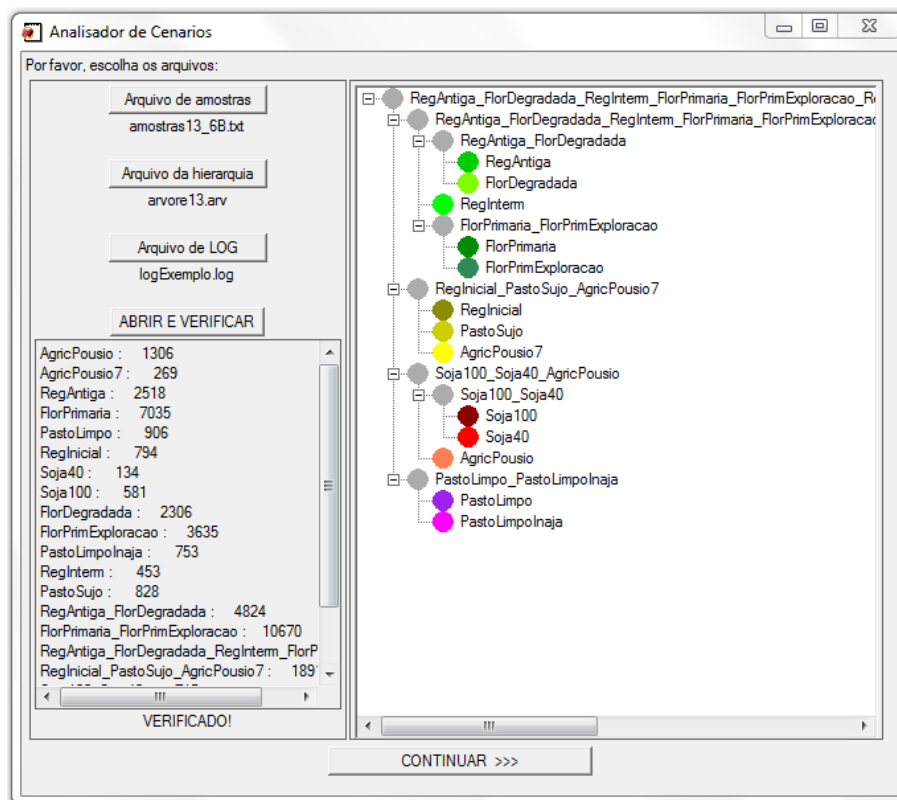 Analisador de Cenarios
Por favor, escolha os arquivos:
Arquivo de amostras
amostras13_6B.txt
Arquivo da hierarquia
arvore13.arv
Arquivo de LOG
logExemplo.log
ABRIR E VERIFICAR
AgricPousio : 1306
AgricPousio7 : 269
RegAntiga : 2518
FlorPrimaria : 7035
PastoLimpo : 906
RegInicial : 794
Soja40 : 134
Soja100 : 581
FlorDegradada : 2306
FlorPrimExploracao : 3635
PastoLimpoInaja : 753
RegInterm : 453
PastoSujo : 828
RegAntiga_FlorDegradada : 4824
FlorPrimaria_FlorPrimExploracao : 10670
RegAntiga_FlorDegradada_RegInterm_FlorP
RegInicial_PastoSujo_AgricPousio7 : 189
VERIFICADO!
RegAntiga_FlorDegradada_RegInterm_FlorPrimaria_FlorPrimExploracao_R
RegAntiga_FlorDegradada_RegInterm_FlorPrimaria_FlorPrimExploracao
RegAntiga_FlorDegradada
RegAntiga
FlorDegradada
RegInterm
FlorPrimaria_FlorPrimExploracao
FlorPrimaria
FlorPrimExploracao
RegInicial_PastoSujo_AgricPousio7
RegInicial
PastoSujo
AgricPousio7
Soja100_Soja40_AgricPousio
Soja100_Soja40
Soja100
Soja40
AgricPousio
PastoLimpo_PastoLimpoInaja
PastoLimpo
PastoLimpoInaja
CONTINUAR >>>